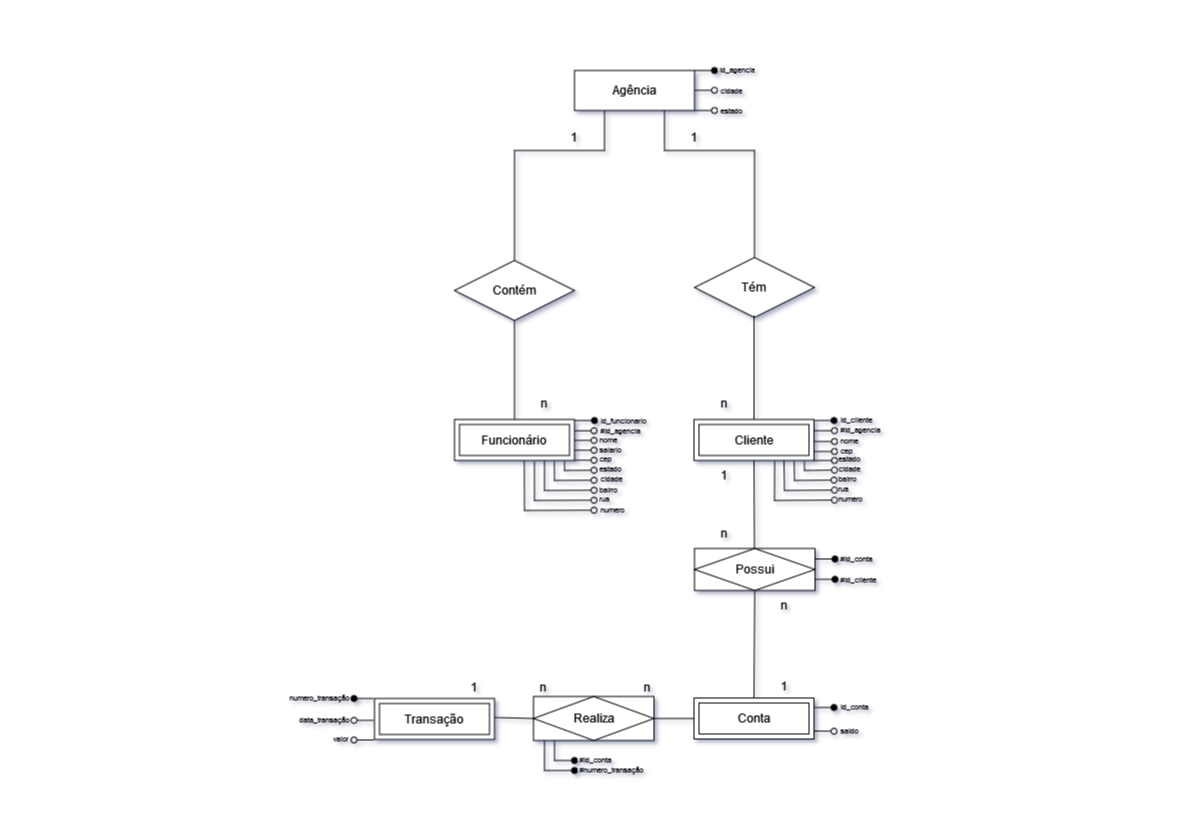 Agência
id_agencia
cidade
estado
1
1
Contém
Tém
n
n
Funcionário
id_funcionario
#id_agencia
nome
salario
cep
estado
cidade
bairro
rua
numero
Cliente
id_cliente
#id_agencia
nome
cep
estado
cidade
bairro
rua
numero
1
n
Possui
#id_conta
#id_cliente
n
1
n
n
1
numero_transação
data_transação
valor
Transação
Realiza
#id_conta
#numero_transação
Conta
id_conta
saldo